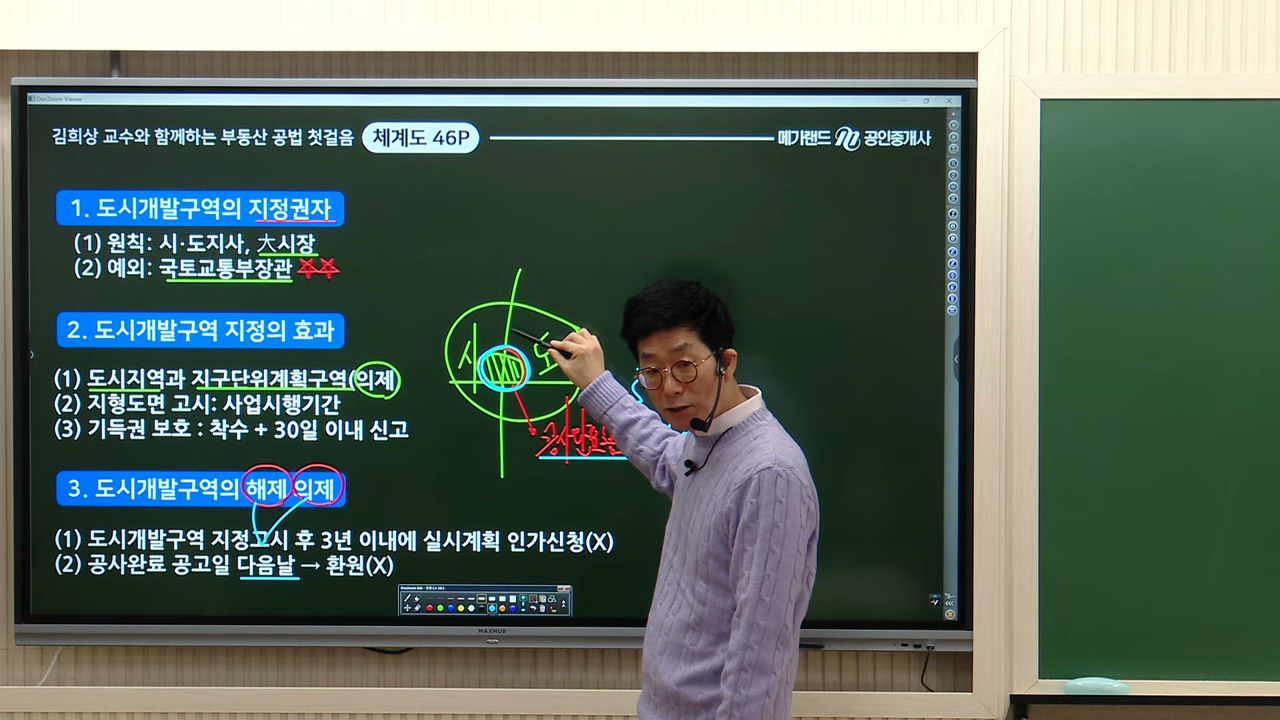 DocZoom Viewer
김희상 교수와 함께하는 부동산 공법 첫걸음 체계도 46P 메가랜드 공인중개사
1. 도시개발구역의 지정권자
(1) 원칙: 시·도지사, 大시장
(2) 예외: 국토교통부장관
2. 도시개발구역 지정의 효과
(1) 도시지역과 지구단위계획구역(의제)
(2) 지형도면 고시: 사업시행기간
(3) 기득권 보호 : 착수 + 30일 이내 신고
시 도
3. 도시개발구역의 해제 의제
(1) 도시개발구역 지정고시 후 3년 이내에 실시계획 인가신청(X)
(2) 공사완료 공고일 다음날 → 환원(X)
MAXHUB